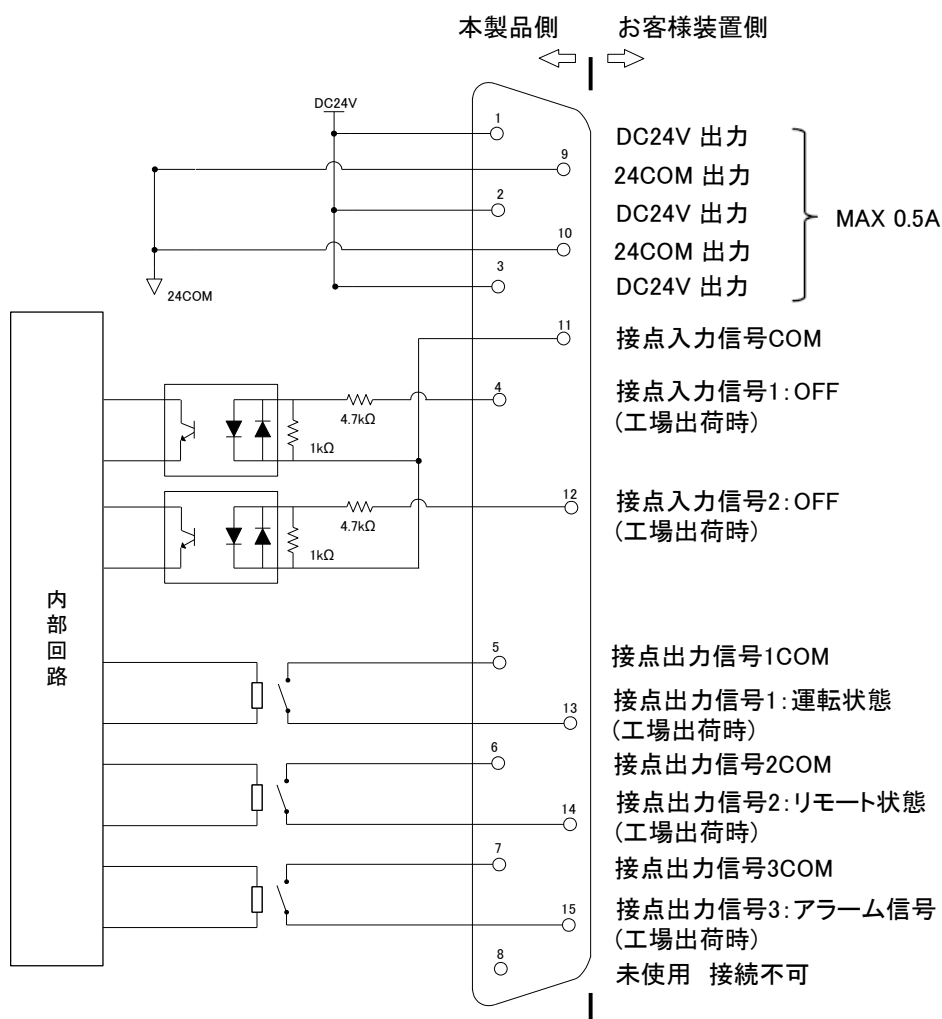 本製品側 お客様装置側
DC24V
1 DC24V 出力
9 24COM 出力
2 DC24V 出力
MAX 0.5A
10 24COM 出力
3 DC24V 出力
24COM
11 接点入力信号COM
4 接点入力信号1:OFF
(工場出荷時)
4.7kΩ
1kΩ
12 接点入力信号2:OFF
(工場出荷時)
4.7kΩ
1kΩ
内部回路
5 接点出力信号1COM
13 接点出力信号1:運転状態
(工場出荷時)
6 接点出力信号2COM
14 接点出力信号2:リモート状態
(工場出荷時)
7 接点出力信号3COM
15 接点出力信号3:アラーム信号
(工場出荷時)
8 未使用 接続不可